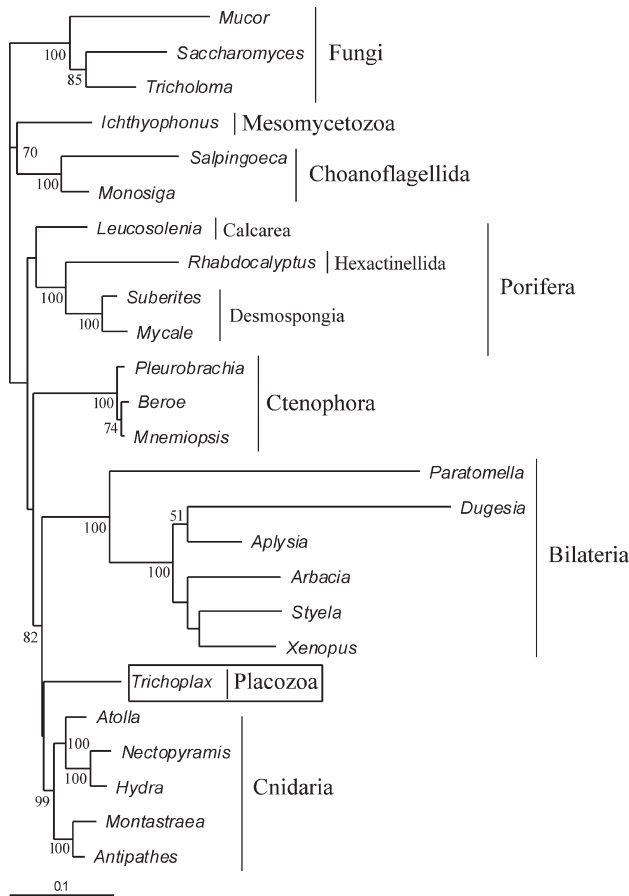 Mucor
100
Saccharomyces
Fungi
85
Tricholoma
Ichthyophonus
Mesomycetozoa
70
Salpingoeca
Choanoflagellida
100
Monosiga
Leucosolenia
Calcarea
Rhabdocalyptus
Hexactinellida
Porifera
100
Suberites
Desmospongia
100
Mycale
Pleurobrachia
100
Beroe
Ctenophora
74
Mnemiopsis
Paratomella
100
51
Dugesia
Aplysia
Bilateria
100
Arbacia
Styela
82
Xenopus
Trichoplax
Placozoa
Atolla
100
Nectopyramis
100
Hydra
Cnidaria
99
Montastraea
100
Antipathes
0.1